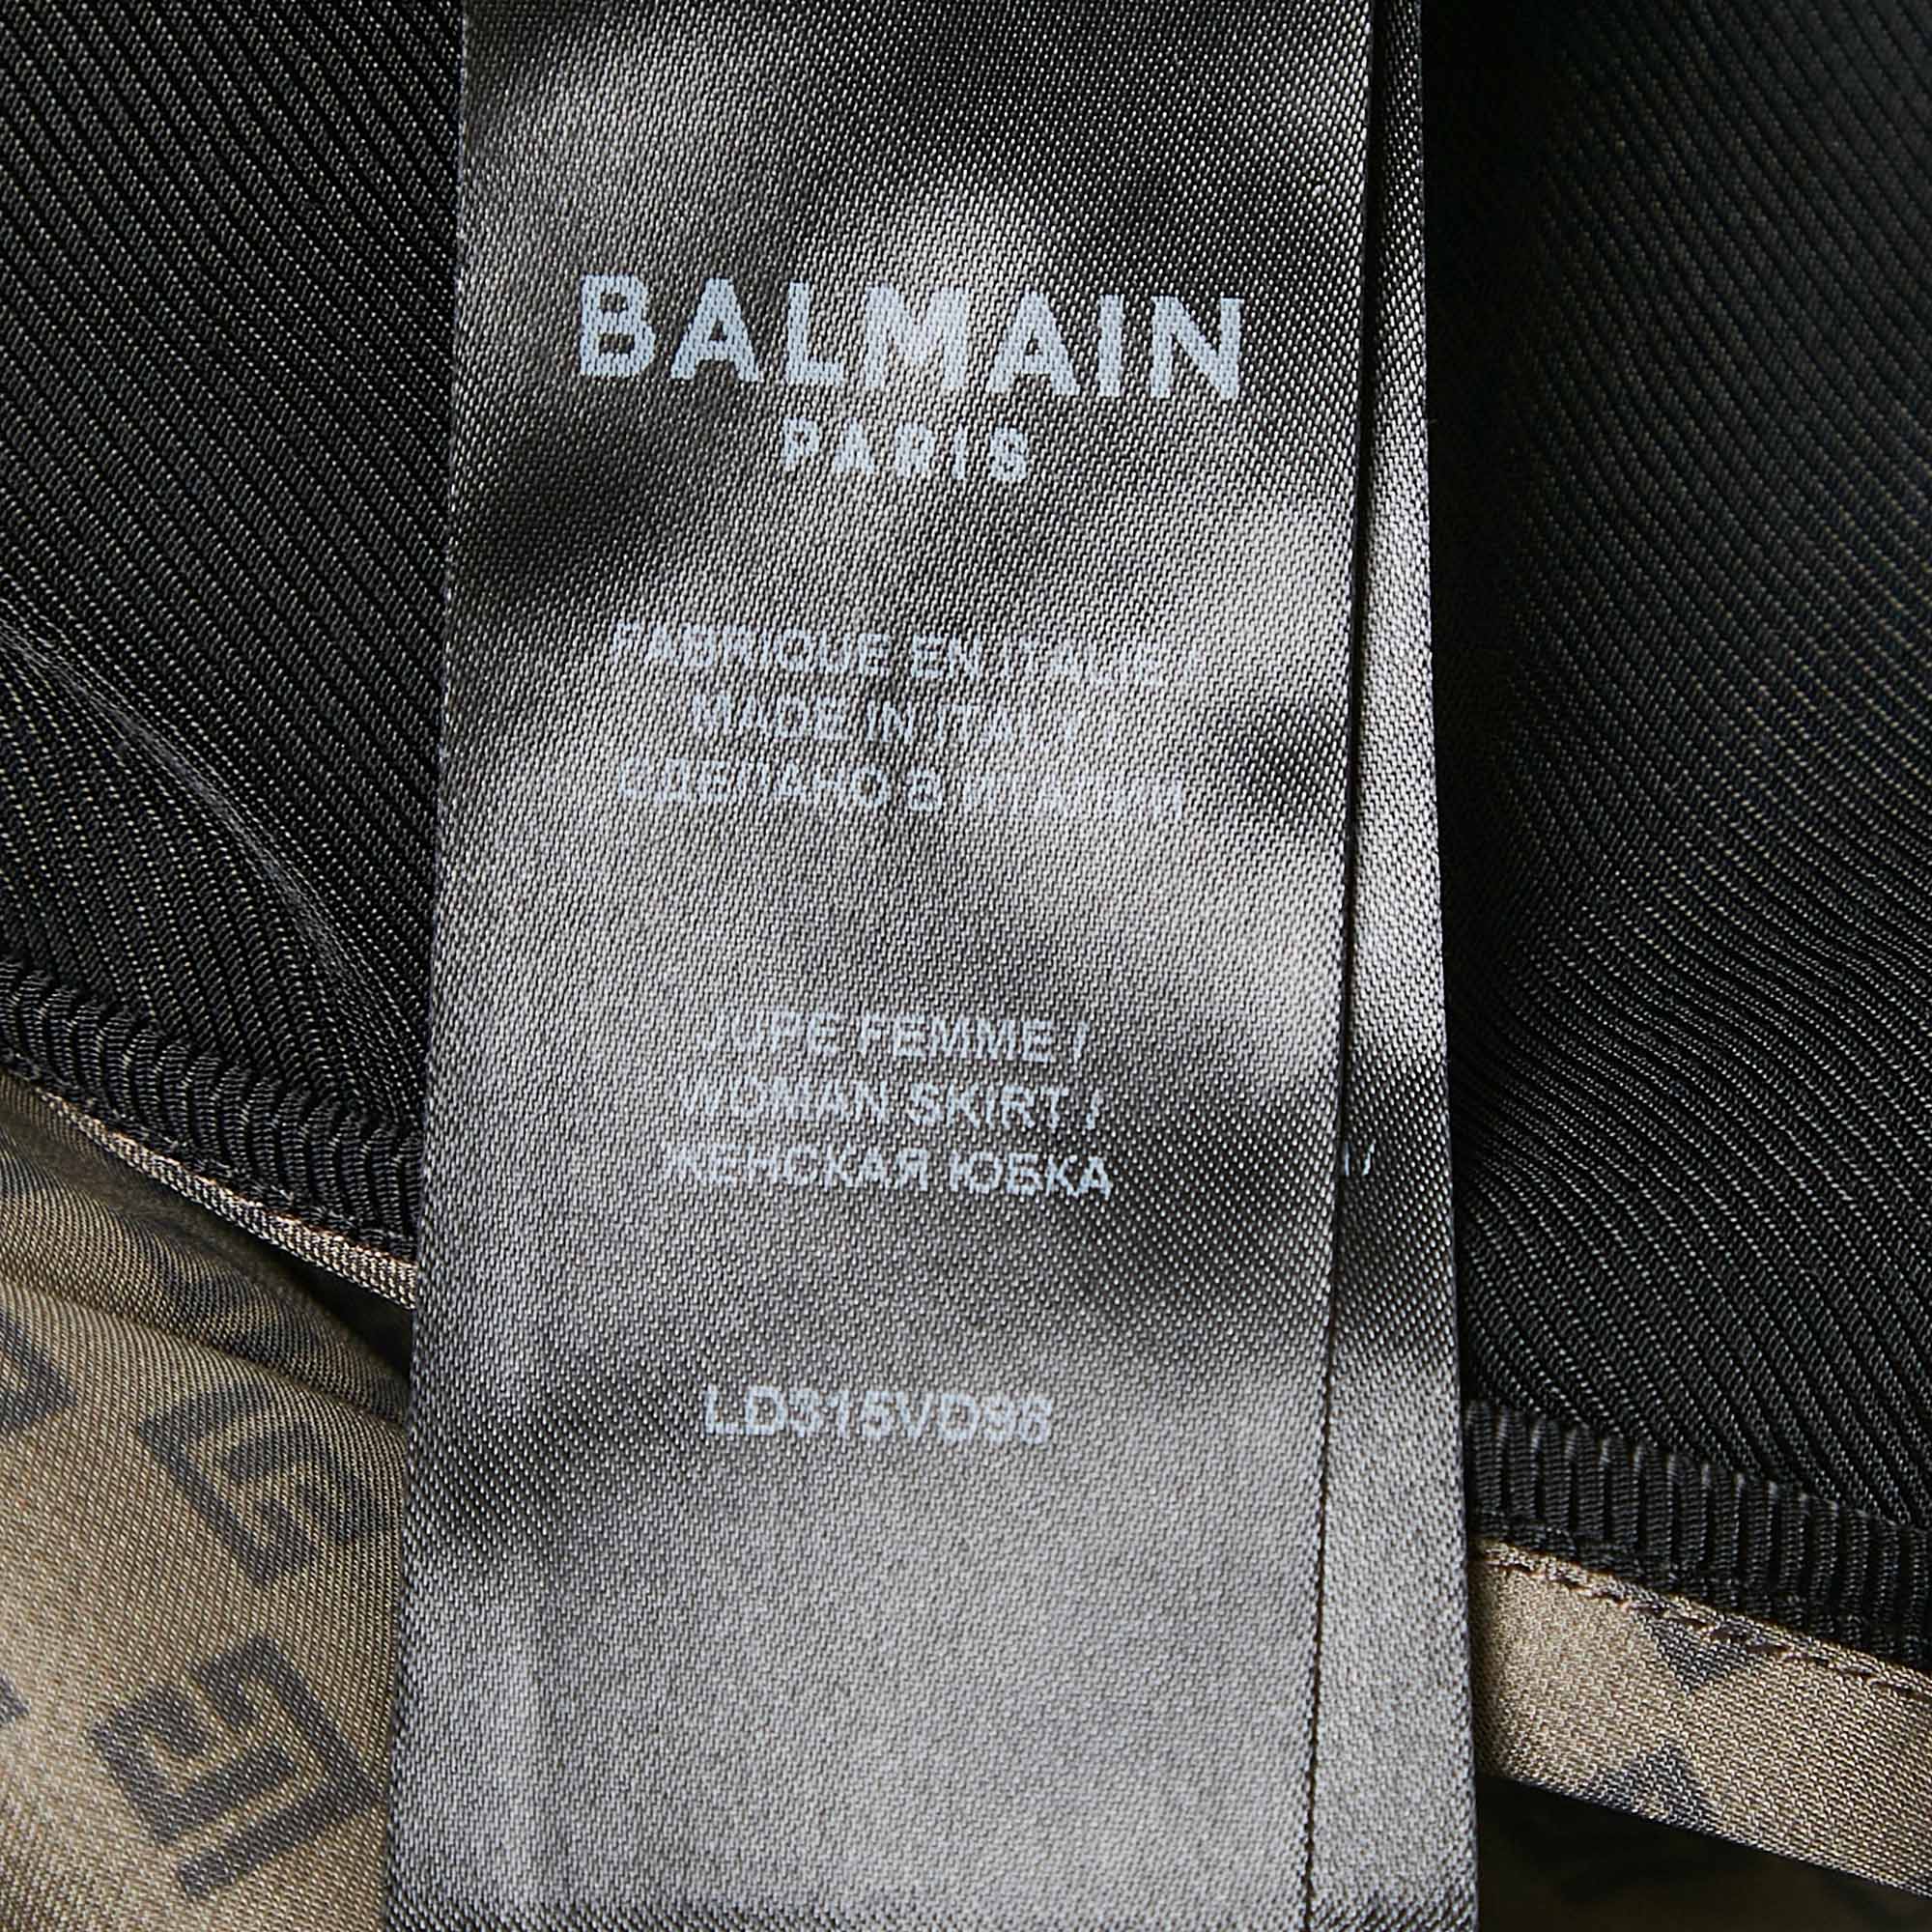 BALMAIN
PARIS
FABRIQUE EN ITALIE /
MADE IN ITALY /
СДЕЛАНО В ИТАЛИИ
JUPE FEMME /
WOMAN SKIRT /
ЖЕНСКАЯ ЮБКА
LD315VD96